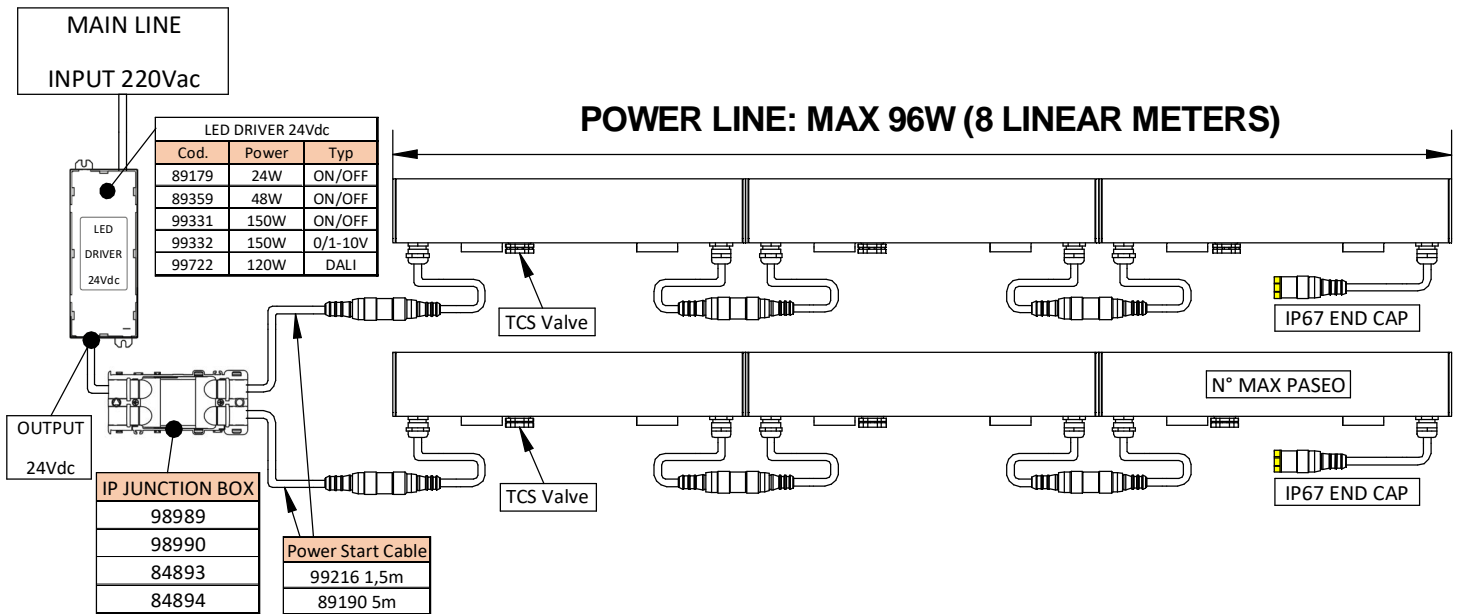 MAIN LINE
INPUT 220Vac
POWER LINE: MAX 96W (8 LINEAR METERS)
LED DRIVER 24Vdc
Cod. Power Typ
89179 24W ON/OFF
89359 48W ON/OFF
99331 150W ON/OFF
99332 150W 0/1-10V
99722 120W DALI
LED
DRIVER
24Vdc
TCS Valve
IP67 END CAP
N° MAX PASEO
OUTPUT
24Vdc
TCS Valve
IP67 END CAP
IP JUNCTION BOX
98989
98990
84893
84894
Power Start Cable
99216 1,5m
89190 5m